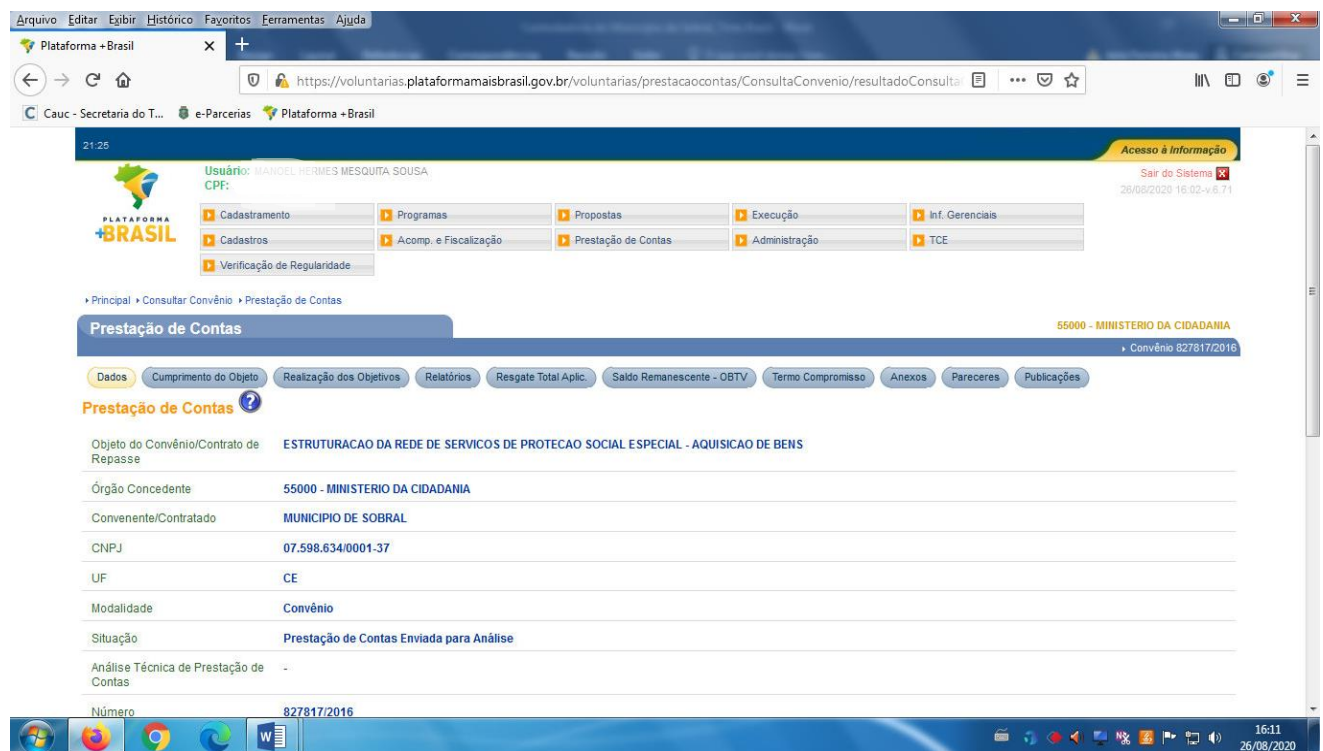 Arquivo Editar Exibir Histórico Favoritos Ferramentas Ajuda
Plataforma +Brasil
https://voluntarias.plataformamaisbrasil.gov.br/voluntarias/prestacaocontas/ConsultaConvenio/resultadoConsulta
Cauc - Secretaria do T... e-Parcerias Plataforma +Brasil
21:25 Acesso à Informação
Usuário: MANOEL HERMES MESQUITA SOUSA Sair do Sistema X
CPF: 26/08/2020 16:02-v.6.71
PLATAFORMA
+BRASIL
Cadastramento Programas Propostas Execução Inf. Gerenciais
Cadastros Acomp. e Fiscalização Prestação de Contas Administração TCE
Verificação de Regularidade
Principal Consultar Convênio Prestação de Contas
Prestação de Contas 55000 - MINISTERIO DA CIDADANIA
Convênio 827817/2016
Dados Cumprimento do Objeto Realização dos Objetivos Relatórios Resgate Total Aplic. Saldo Remanescente - OBTV Termo Compromisso Anexos Pareceres Publicações
Prestação de Contas ?
Objeto do Convênio/Contrato de ESTRUTURACAO DA REDE DE SERVICOS DE PROTECAO SOCIAL ESPECIAL - AQUISICAO DE BENS
Repasse
Órgão Concedente 55000 - MINISTERIO DA CIDADANIA
Convenente/Contratado MUNICIPIO DE SOBRAL
CNPJ 07.598.634/0001-37
UF CE
Modalidade Convênio
Situação Prestação de Contas Enviada para Análise
Análise Técnica de Prestação de -
Contas
Número 827817/2016
16:11
26/08/2020